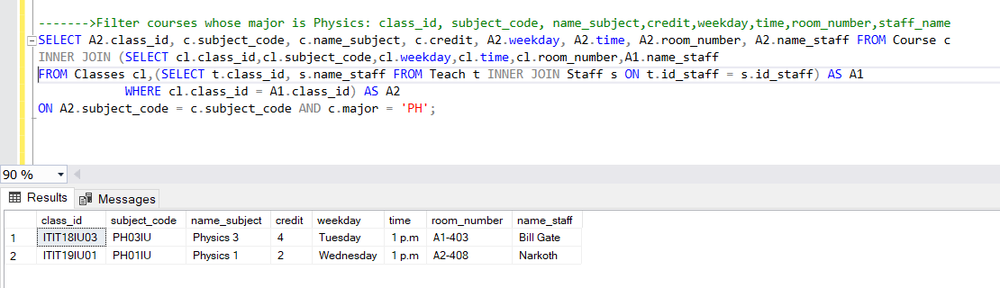 ------->Filter courses whose major is Physics: class_id, subject_code, name_subject,credit,weekday,time,room_number,staff_name
SELECT A2.class_id, c.subject_code, c.name_subject, c.credit, A2.weekday, A2.time, A2.room_number, A2.name_staff FROM Course c
INNER JOIN (SELECT cl.class_id,cl.subject_code,cl.weekday,cl.time,cl.room_number,A1.name_staff
FROM Classes cl,(SELECT t.class_id, s.name_staff FROM Teach t INNER JOIN Staff s ON t.id_staff = s.id_staff) AS A1
WHERE cl.class_id = A1.class_id) AS A2
ON A2.subject_code = c.subject_code AND c.major = 'PH';
90 %
Results Messages
class_id subject_code name_subject credit weekday time room_number name_staff
1 ITIT18IU03 PH03IU Physics 3 4 Tuesday 1 p.m A1-403 Bill Gate
2 ITIT19IU01 PH01IU Physics 1 2 Wednesday 1 p.m A2-408 Narkoth